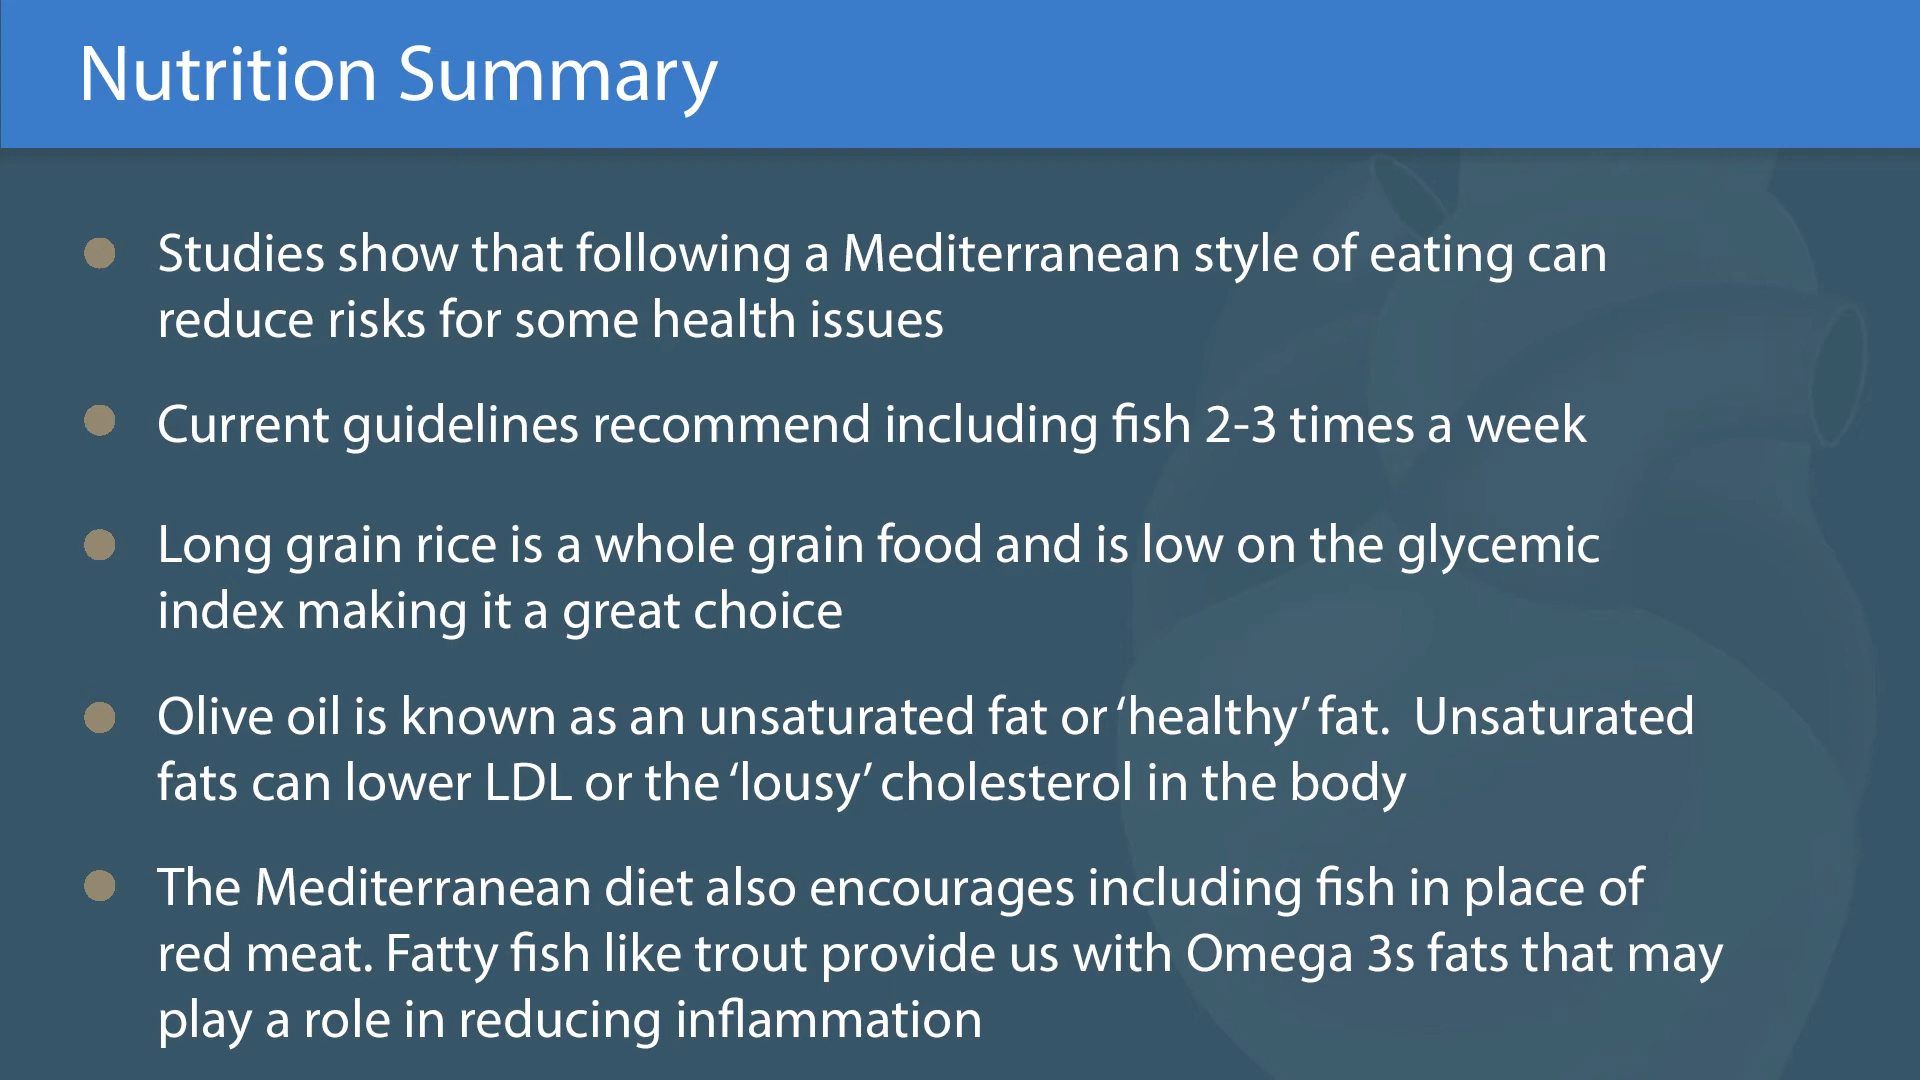 Nutrition Summary
Studies show that following a Mediterranean style of eating can
reduce risks for some health issues
Current guidelines recommend including fish 2-3 times a week
Long grain rice is a whole grain food and is low on the glycemic
index making it a great choice
Olive oil is known as an unsaturated fat or ‘healthy’ fat.  Unsaturated
fats can lower LDL or the ‘lousy’ cholesterol in the body
The Mediterranean diet also encourages including fish in place of
red meat. Fatty fish like trout provide us with Omega 3s fats that may
play a role in reducing inflammation